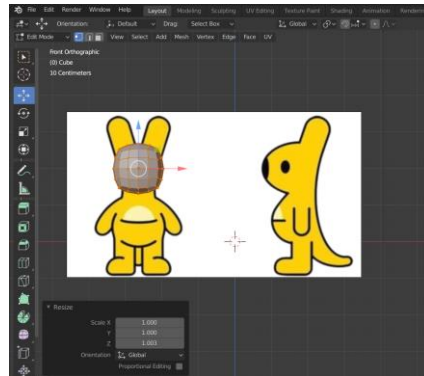 File Edit Render Window Help Layout Modeling Sculpting UV Editing Texture Paint Shading Animation Rendering
Orientation: Default Drag: Select Box Global
Edit Mode View Select Add Mesh Vertex Edge Face UV
Front Orthographic
(0) Cube
10 Centimeters
Resize
Scale X 1.000
Y 1.000
Z 1.003
Orientation Global
Proportional Editing